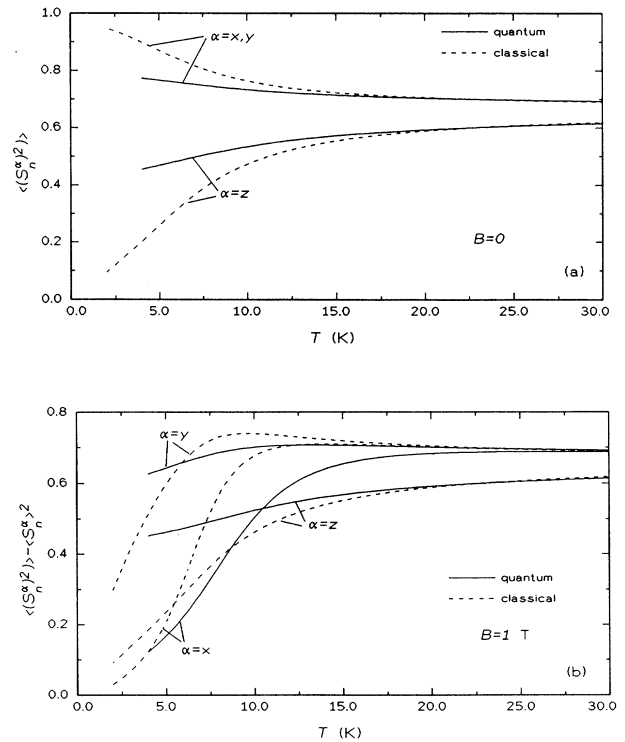 1.0
0.8
0.6
0.4
0.2
0.0
<(Sₙᵅ)²>
α=x,y
α=z
quantum
classical
B=0
(a)
0.0 5.0 10.0 15.0 20.0 25.0 30.0
T (K)
0.8
0.6
0.4
0.2
0.0
<(Sₙᵅ)²>−<Sₙᵅ>²
α=y
α=z
α=x
quantum
classical
B=1 T
(b)
0.0 5.0 10.0 15.0 20.0 25.0 30.0
T (K)